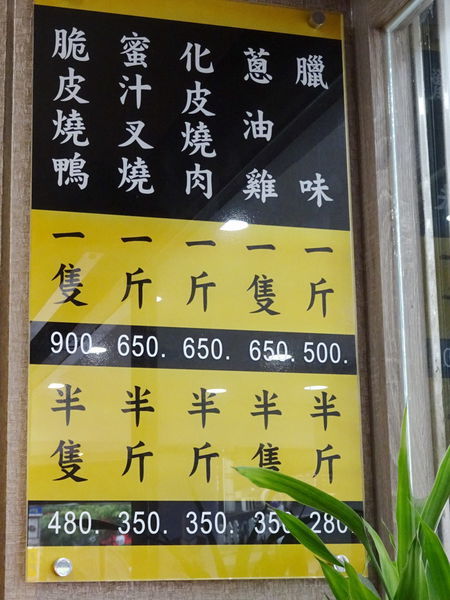 臘味
蔥油雞
化皮燒肉
蜜汁叉燒
脆皮燒鴨
一斤
一隻
一斤
一斤
一隻
900. 650. 650. 650. 500.
半斤
半隻
半斤
半斤
半隻
480. 350. 350. 350 280